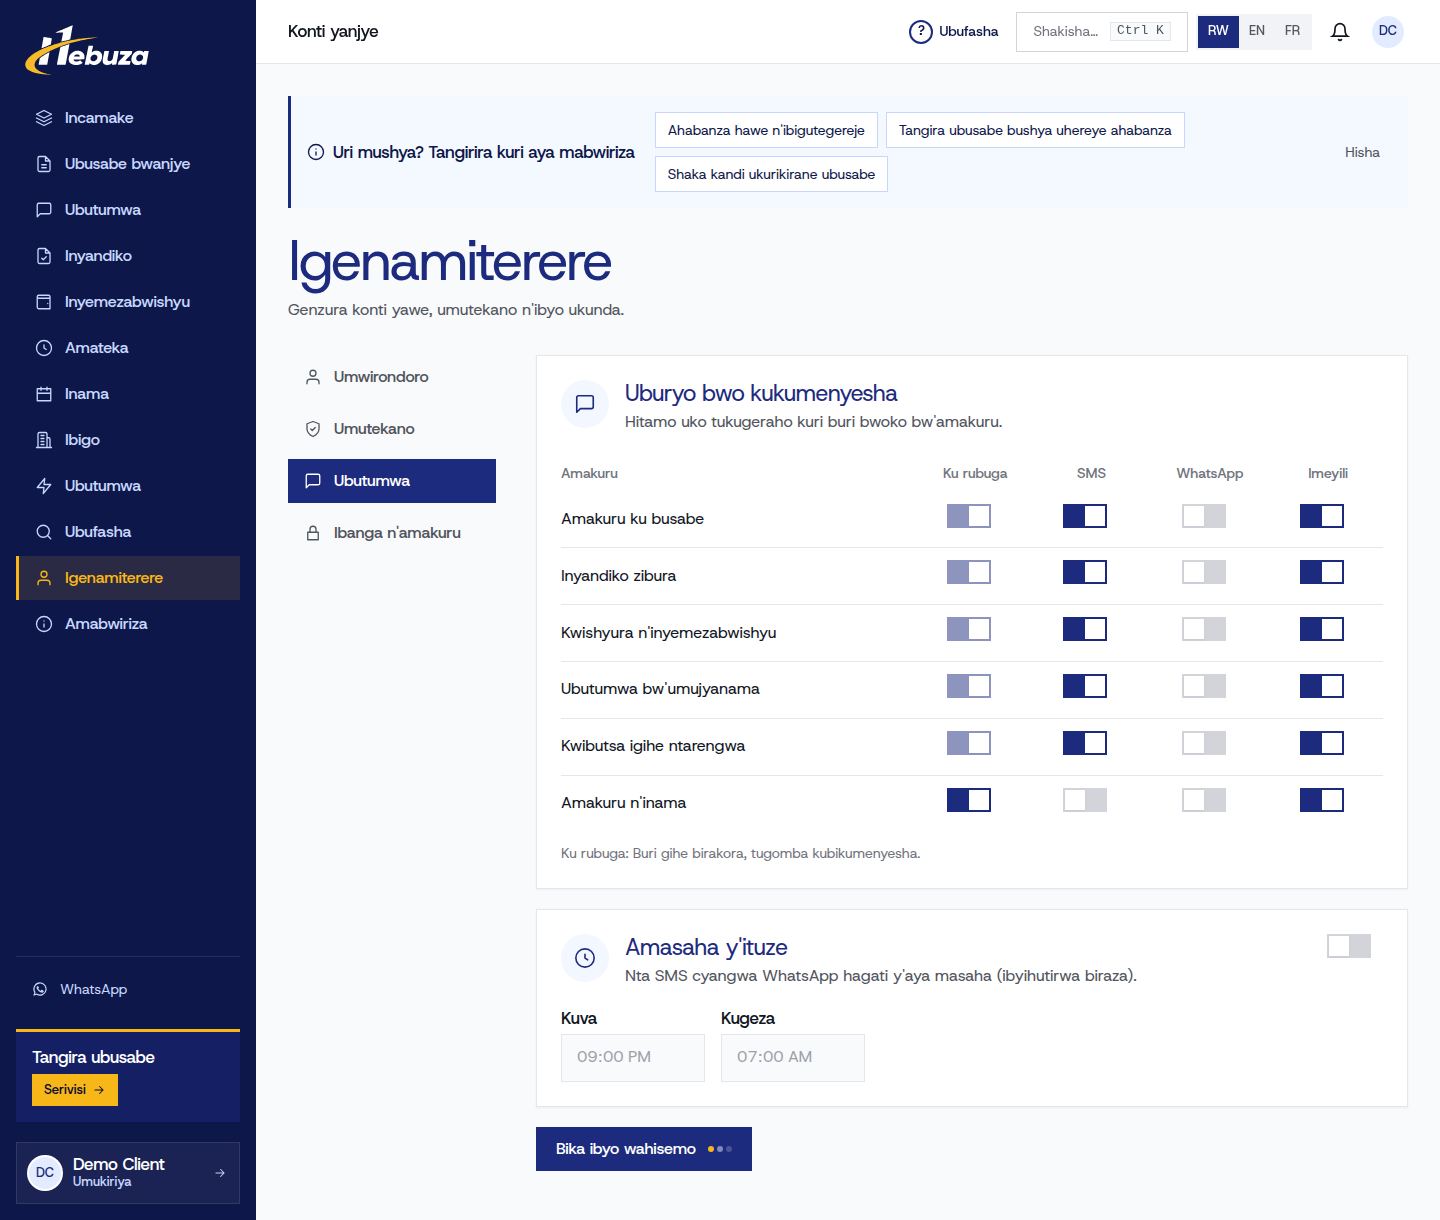 Hebuza
Incamake
Ubusabe bwanjye
Ubutumwa
Inyandiko
Inyemezabwishyu
Amateka
Inama
Ibigo
Ubutumwa
Ubufasha
Igenamiterere
Amabwiriza
WhatsApp
Tangira ubusabe
Serivisi
DC
Demo Client
Umukiriya
Konti yanjye
? Ubufasha
Shakisha... Ctrl K
RW EN FR
DC
Uri mushya? Tangirira kuri aya mabwiriza
Ahabanza hawe n'ibigutegereje
Tangira ubusabe bushya uhereye ahabanza
Shaka kandi ukurikirane ubusabe
Hisha
Igenamiterere
Genzura konti yawe, umutekano n'ibyo ukunda.
Umwirondoro
Umutekano
Ubutumwa
Ibanga n'amakuru
Uburyo bwo kukumenyesha
Hitamo uko tukugeraho kuri buri bwoko bw'amakuru.
Amakuru Ku rubuga SMS WhatsApp Imeyili
Amakuru ku busabe
Inyandiko zibura
Kwishyura n'inyemezabwishyu
Ubutumwa bw'umujyanama
Kwibutsa igihe ntarengwa
Amakuru n'inama
Ku rubuga: Buri gihe birakora, tugomba kubikumenyesha.
Amasaha y'ituze
Nta SMS cyangwa WhatsApp hagati y'aya masaha (ibyihutirwa biraza).
Kuva Kugeza
09:00 PM 07:00 AM
Bika ibyo wahisemo